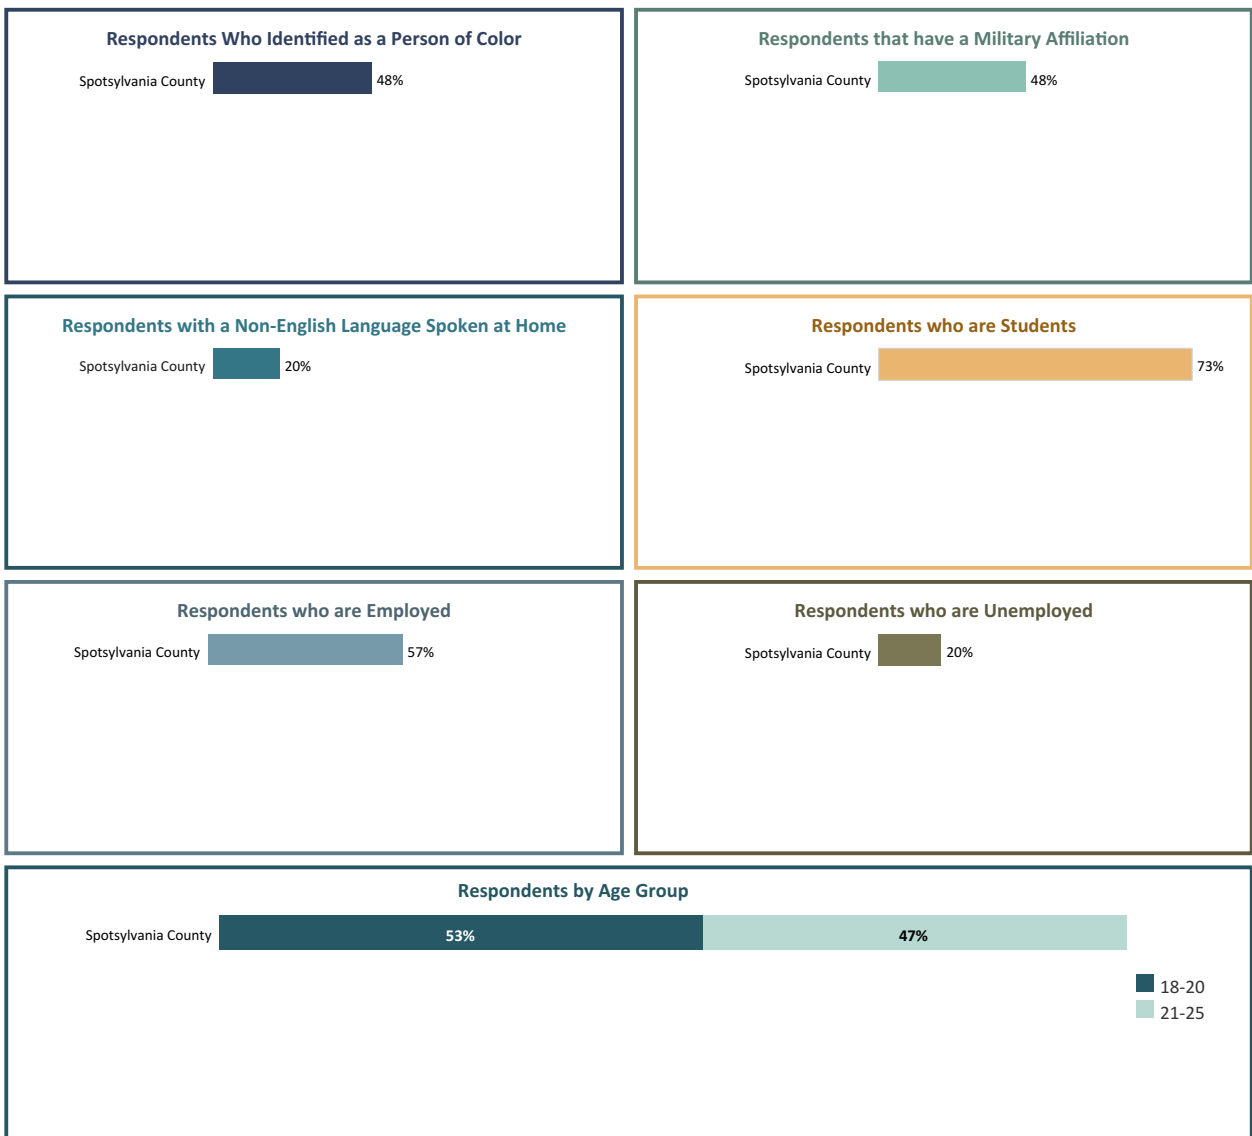 Respondents Who Identified as a Person of Color
Spotsylvania County 48%
Respondents that have a Military Affiliation
Spotsylvania County 48%
Respondents with a Non-English Language Spoken at Home
Spotsylvania County 20%
Respondents who are Students
Spotsylvania County 73%
Respondents who are Employed
Spotsylvania County 57%
Respondents who are Unemployed
Spotsylvania County 20%
Respondents by Age Group
Spotsylvania County 53% 47%
18-20
21-25